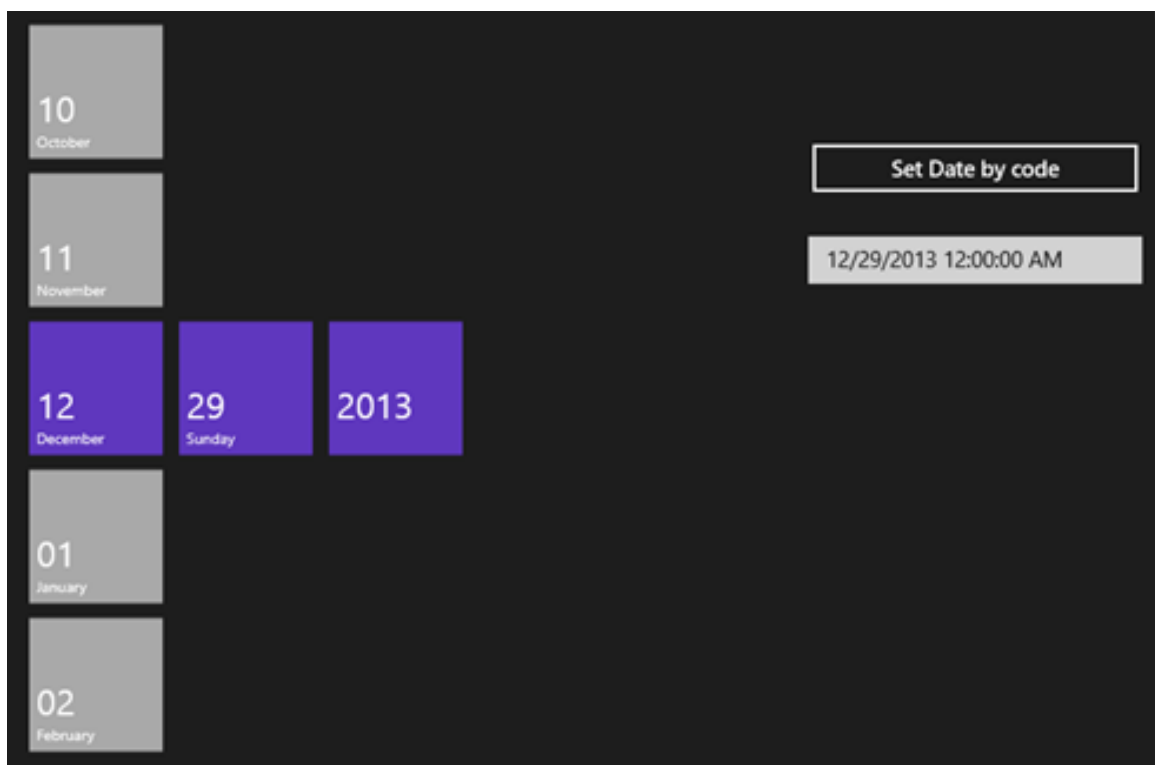 10
October
Set Date by code
11
November
12/29/2013 12:00:00 AM
12
December
29
Sunday
2013
01
January
02
February